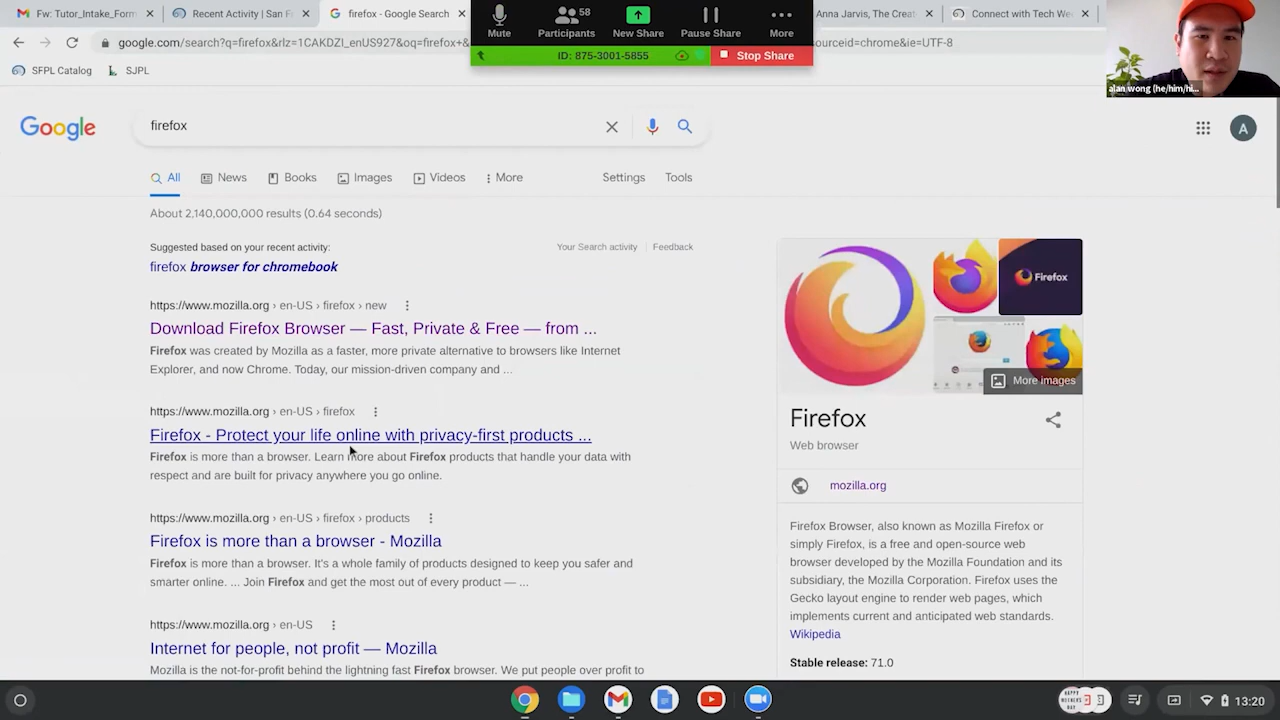 Fw: Tutor_Intake_Form
Recent Activity | San F
firefox - Google Search
Anna Jarvis, The Creat
Connect with Tech We
Mute
Participants
58
New Share
Pause Share
More
ID: 875-3001-5855
Stop Share
google.com/search?q=firefox&rlz=1CAKDZI_enUS927&oq=firefox+&
sourceid=chrome&ie=UTF-8
SFPL Catalog
SJPL
alan wong (he/him/hi...
Google
firefox
A
All
News
Books
Images
Videos
More
Settings
Tools
About 2,140,000,000 results (0.64 seconds)
Suggested based on your recent activity:
Your Search activity
Feedback
firefox browser for chromebook
https://www.mozilla.org › en-US › firefox › new
Download Firefox Browser — Fast, Private & Free — from ...
Firefox was created by Mozilla as a faster, more private alternative to browsers like Internet
Explorer, and now Chrome. Today, our mission-driven company and ...
https://www.mozilla.org › en-US › firefox
Firefox - Protect your life online with privacy-first products ...
Firefox is more than a browser. Learn more about Firefox products that handle your data with
respect and are built for privacy anywhere you go online.
https://www.mozilla.org › en-US › firefox › products
Firefox is more than a browser - Mozilla
Firefox is more than a browser. It's a whole family of products designed to keep you safer and
smarter online. ... Join Firefox and get the most out of every product — ...
https://www.mozilla.org › en-US
Internet for people, not profit — Mozilla
Mozilla is the not-for-profit behind the lightning fast Firefox browser. We put people over profit to
Firefox
More images
Firefox
Web browser
mozilla.org
Firefox Browser, also known as Mozilla Firefox or
simply Firefox, is a free and open-source web
browser developed by the Mozilla Foundation and its
subsidiary, the Mozilla Corporation. Firefox uses the
Gecko layout engine to render web pages, which
implements current and anticipated web standards.
Wikipedia
Stable release: 71.0
HAPPY
13:20